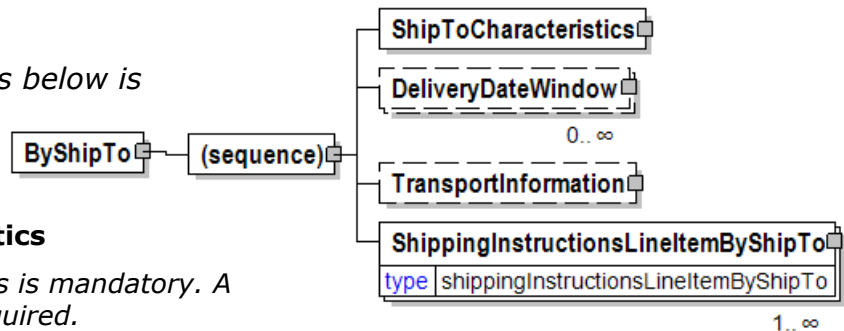 ShipToCharacteristics
s below is
DeliveryDateWindow
0.. ∞
ByShipTo
(sequence)
TransportInformation
tics
ShippingInstructionsLineItemByShipTo
s is mandatory. A
type shippingInstructionsLineItemByShipTo
uired.
1.. ∞